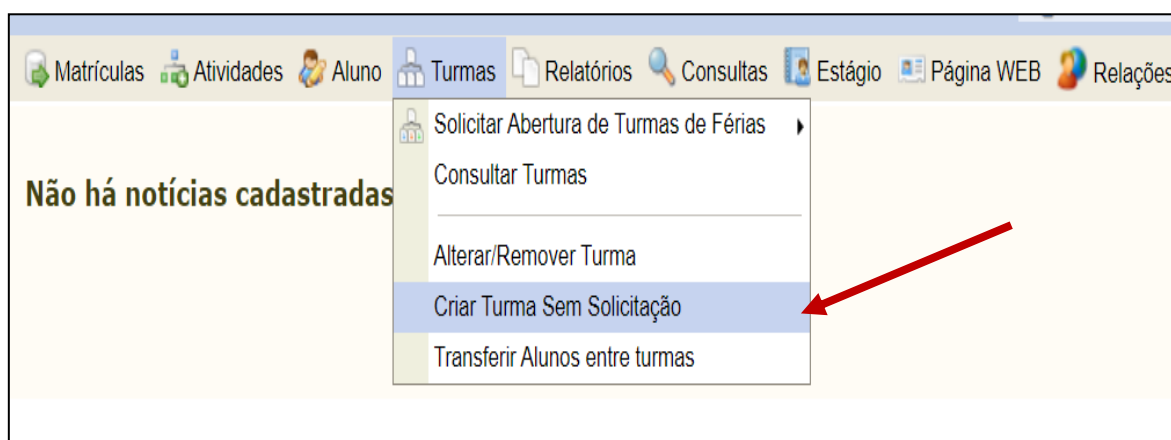 Matrículas Atividades Aluno Turmas Relatórios Consultas Estágio Página WEB Relações
Solicitar Abertura de Turmas de Férias
Consultar Turmas
Não há notícias cadastradas
Alterar/Remover Turma
Criar Turma Sem Solicitação
Transferir Alunos entre turmas